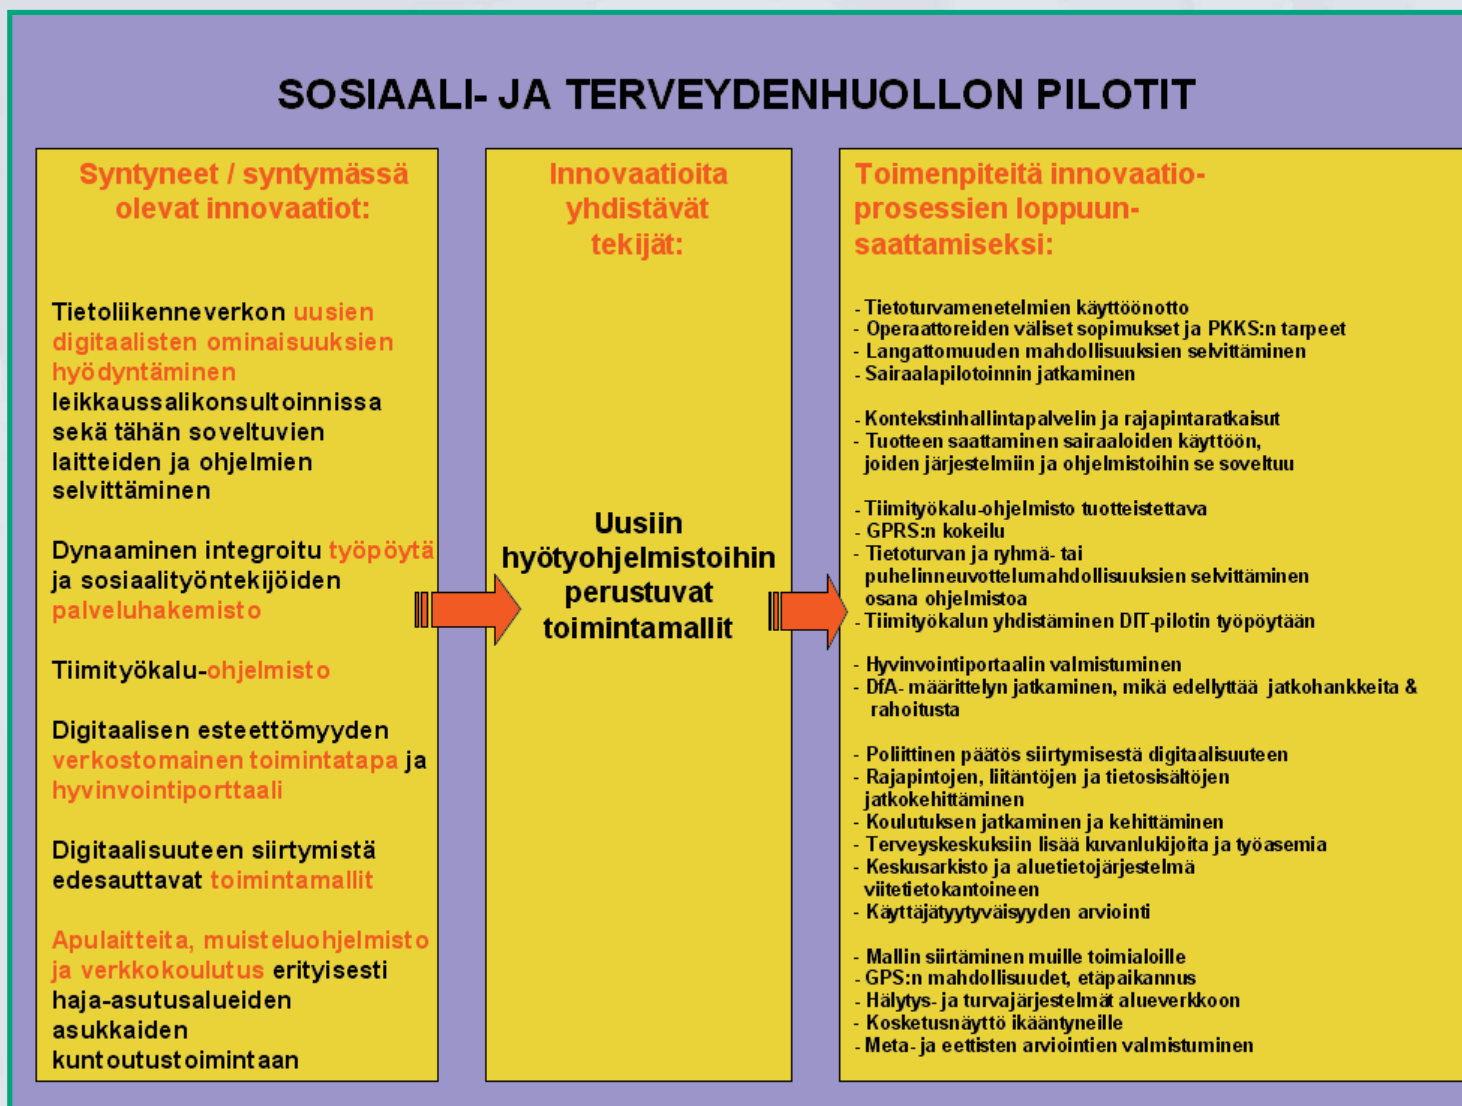 SOSIAALI- JA TERVEYDENHUOLLON PILOTIT
Syntyneet / syntymässä
olevat innovaatiot:
Tietoliikenneverkon uusien
digitaalisten ominaisuuksien
hyödyntäminen
leikkaussalikonsultoinnissa
sekä tähän soveltuvien
laitteiden ja ohjelmien
selvittäminen
Dynaaminen integroitu työpöytä
ja sosiaalityöntekijöiden
palveluhakemisto
Tiimityökalu-ohjelmisto
Digitaalisen esteettömyyden
verkostomainen toimintatapa ja
hyvinvointiporttaali
Digitaalisuuteen siirtymistä
edesauttavat toimintamallit
Apulaitteita, muisteluohjelmisto
ja verkkokoulutus erityisesti
haja-asutusalueiden
asukkaiden
kuntoutustoimintaan
Innovaatioita
yhdistävät
tekijät:
Uusiin
hyötyohjelmistoihin
perustuvat
toimintamallit
Toimenpiteitä innovaatio-
prosessien loppuun-
saattamiseksi:
- Tietoturvamenetelmien käyttöönotto
- Operaattoreiden väliset sopimukset ja PKKS:n tarpeet
- Langattomuuden mahdollisuuksien selvittäminen
- Sairaalapilotoinnin jatkaminen
- Kontekstinhallintapalvelin ja rajapintaratkaisut
- Tuotteen saattaminen sairaaloiden käyttöön,
joiden järjestelmiin ja ohjelmistoihin se soveltuu
- Tiimityökalu-ohjelmisto tuotteistettava
- GPRS:n kokeilu
- Tietoturvan ja ryhmä- tai
puhelinneuvottelumahdollisuuksien selvittäminen
osana ohjelmistoa
- Tiimityökalun yhdistäminen DIT-pilotin työpöytään
- Hyvinvointiportaalin valmistuminen
- DfA- määrittelyn jatkaminen, mikä edellyttää jatkohankkeita &
rahoitusta
- Poliittinen päätös siirtymisestä digitaalisuuteen
- Rajapintojen, liitäntöjen ja tietosisältöjen
jatkokehittäminen
- Koulutuksen jatkaminen ja kehittäminen
- Terveyskeskuksiin lisää kuvanlukijoita ja työasemia
- Keskusarkisto ja aluetietojärjestelmä
viitetietokantoineen
- Käyttäjätyytyväisyyden arviointi
- Mallin siirtäminen muille toimialoille
- GPS:n mahdollisuudet, etäpaikannus
- Hälytys- ja turvajärjestelmät alueverkkoon
- Kosketusnäyttö ikääntyneille
- Meta- ja eettisten arviointien valmistuminen